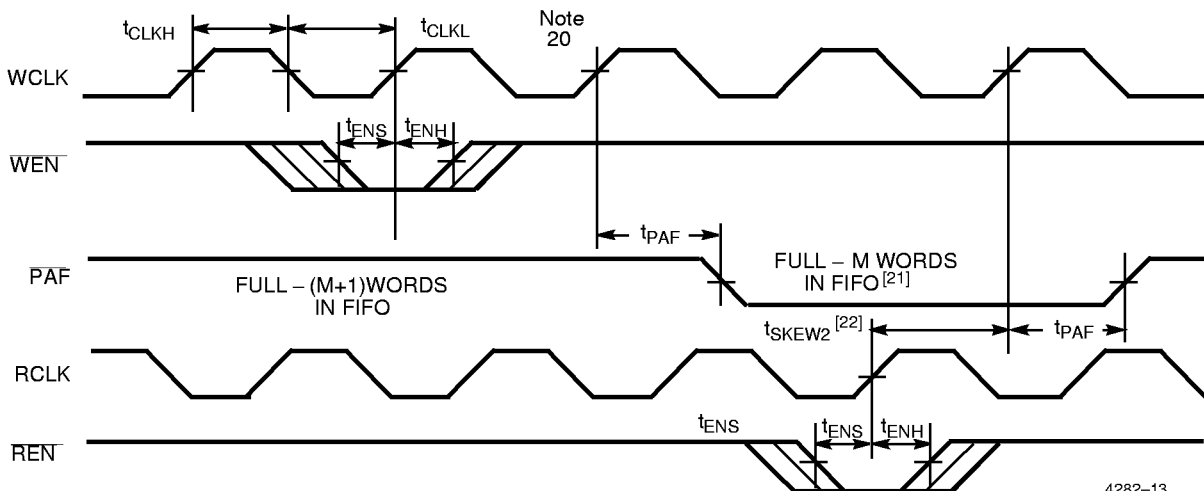 Note
20
tCLKH
tCLKL
WCLK
tENS
tENH
WEN
tPAF
PAF
FULL – (M+1)WORDS
IN FIFO
FULL – M WORDS
IN FIFO[21]
tSKEW2 [22]
tPAF
RCLK
tENS
tENS
tENH
REN
4282–13